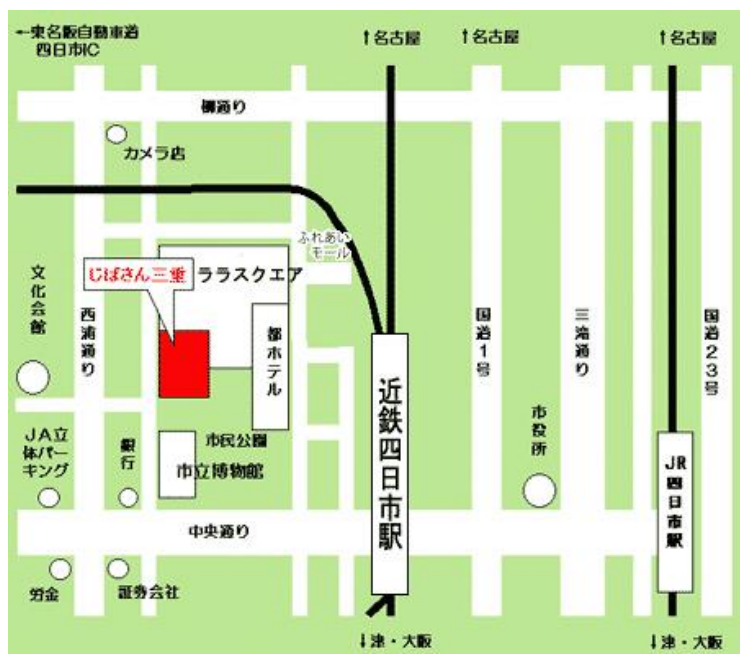 ←東名阪自動車道
四日市IC
↑名古屋
↑名古屋
↑名古屋
柳通り
カメラ店
ふれあい
モール
じばさん三重
ララスクエア
文化会館
西浦通り
都ホテル
国道1号
三滝通り
国道23号
近鉄四日市駅
市役所
JA立
体パー
キング
銀行
市民公園
市立博物館
JR四日市駅
中央通り
労金
証券会社
↓津・大阪
↓津・大阪